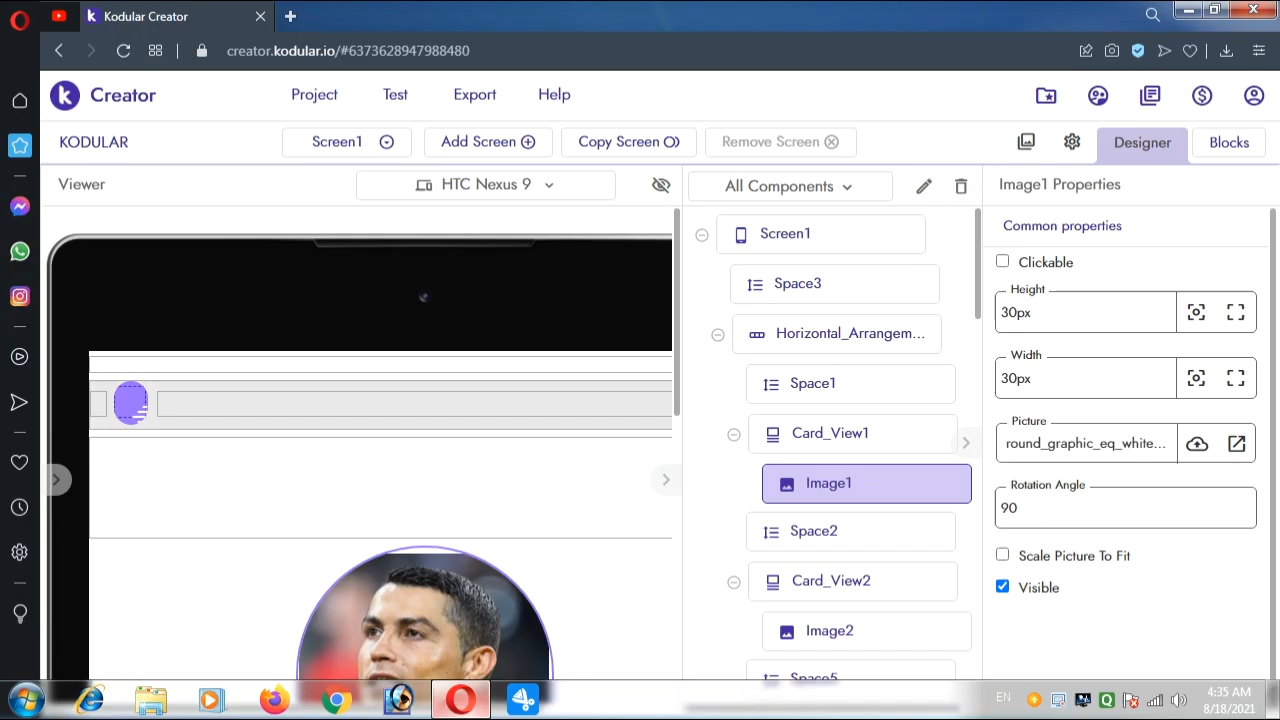 Kodular Creator
creator.kodular.io/#6373628947988480
Creator
Project
Test
Export
Help
KODULAR
Screen1
Add Screen
Copy Screen
Remove Screen
Designer
Blocks
Viewer
HTC Nexus 9
All Components
Image1 Properties
Common properties
Screen1
Space3
Horizontal_Arrangem...
Space1
Card_View1
Image1
Space2
Card_View2
Image2
Space5
Clickable
Height
30px
Width
30px
Picture
round_graphic_eq_white...
Rotation Angle
90
Scale Picture To Fit
Visible
EN
4:35 AM
8/18/2021